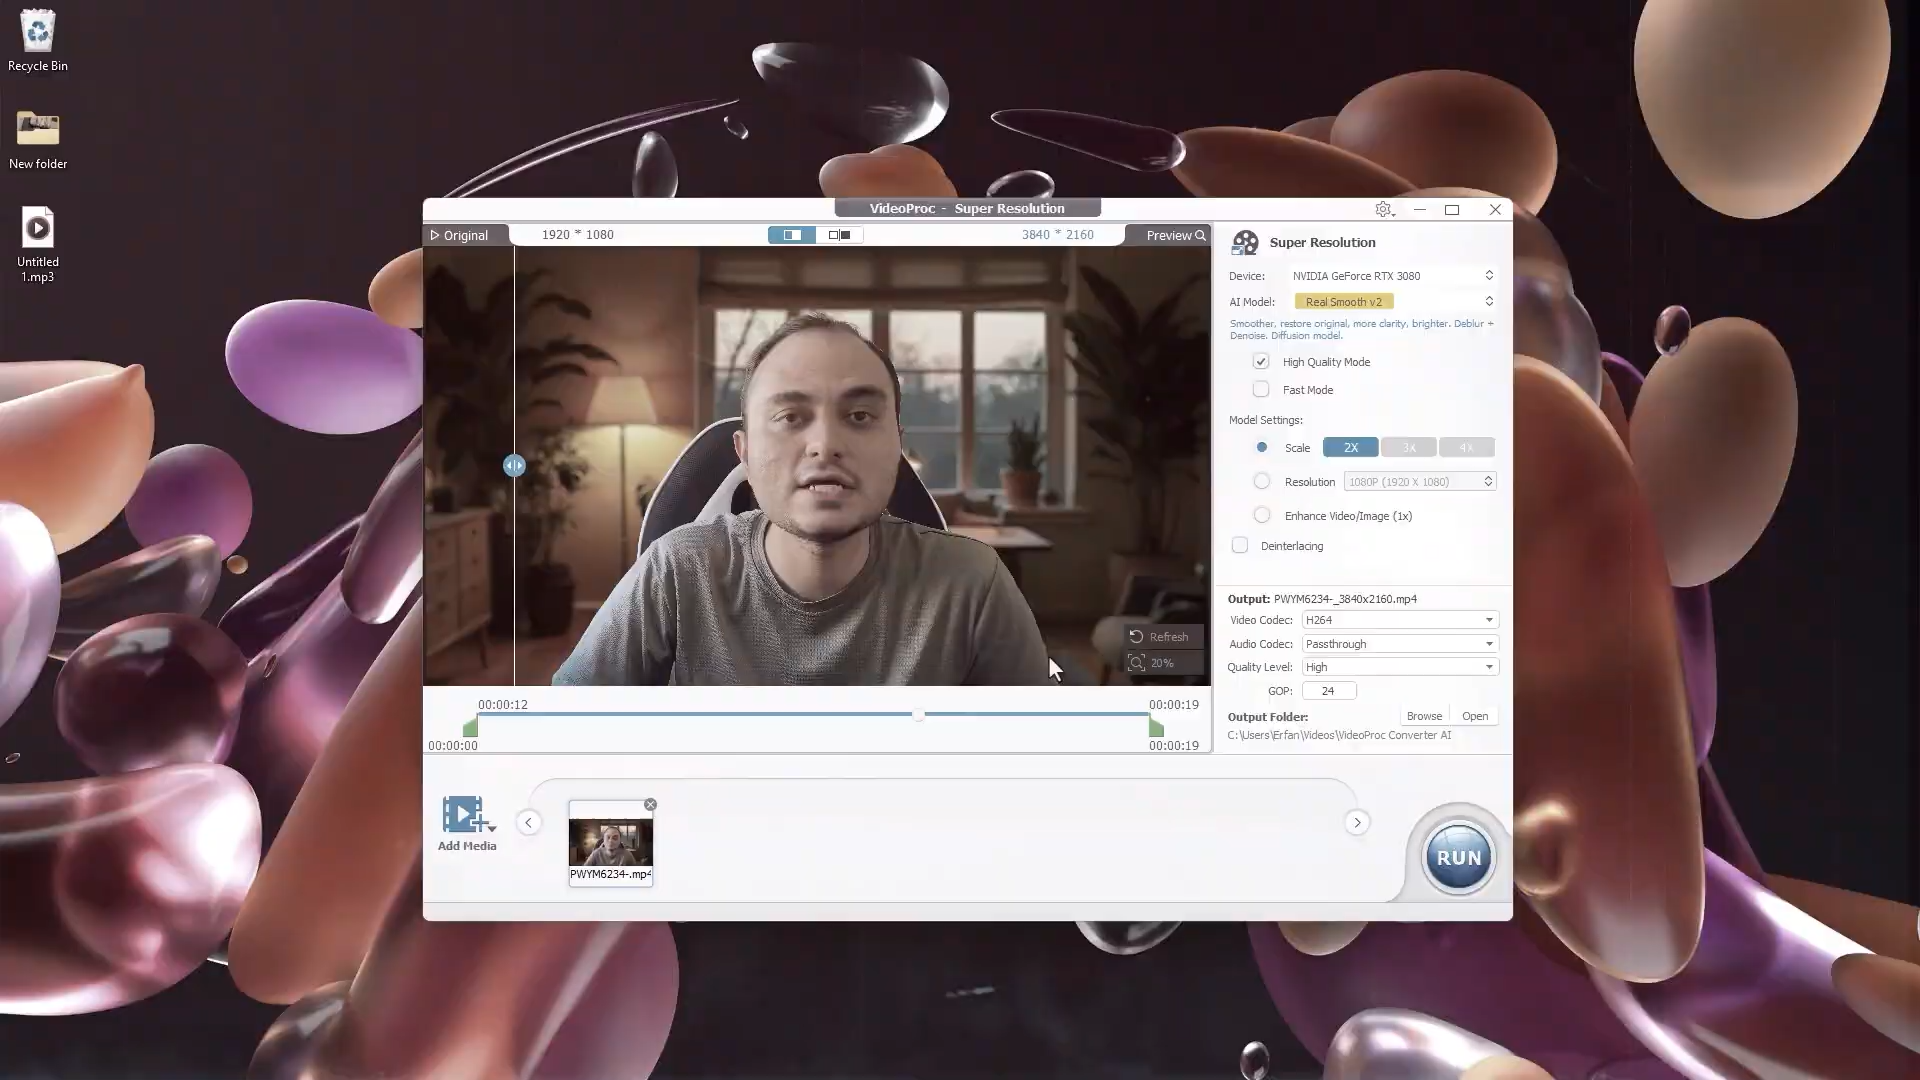 Recycle Bin
New folder
Untitled
1.mp3
VideoProc - Super Resolution
Original
1920 * 1080
3840 * 2160
Preview
Refresh
20%
00:00:12
00:00:19
00:00:00
00:00:19
Super Resolution
Device: NVIDIA GeForce RTX 3080
AI Model: Real Smooth v2
Smoother, restore original, more clarity, brighter. Deblur +
Denoise. Diffusion model.
High Quality Mode
Fast Mode
Model Settings:
Scale 2X 3X 4X
Resolution 1080P (1920 X 1080)
Enhance Video/Image (1x)
Deinterlacing
Output: PWYM6234-_3840x2160.mp4
Video Codec: H264
Audio Codec: Passthrough
Quality Level: High
GOP: 24
Output Folder: Browse Open
C:\Users\Erfan\Videos\VideoProc Converter AI
Add Media
PWYM6234-.mp4
RUN